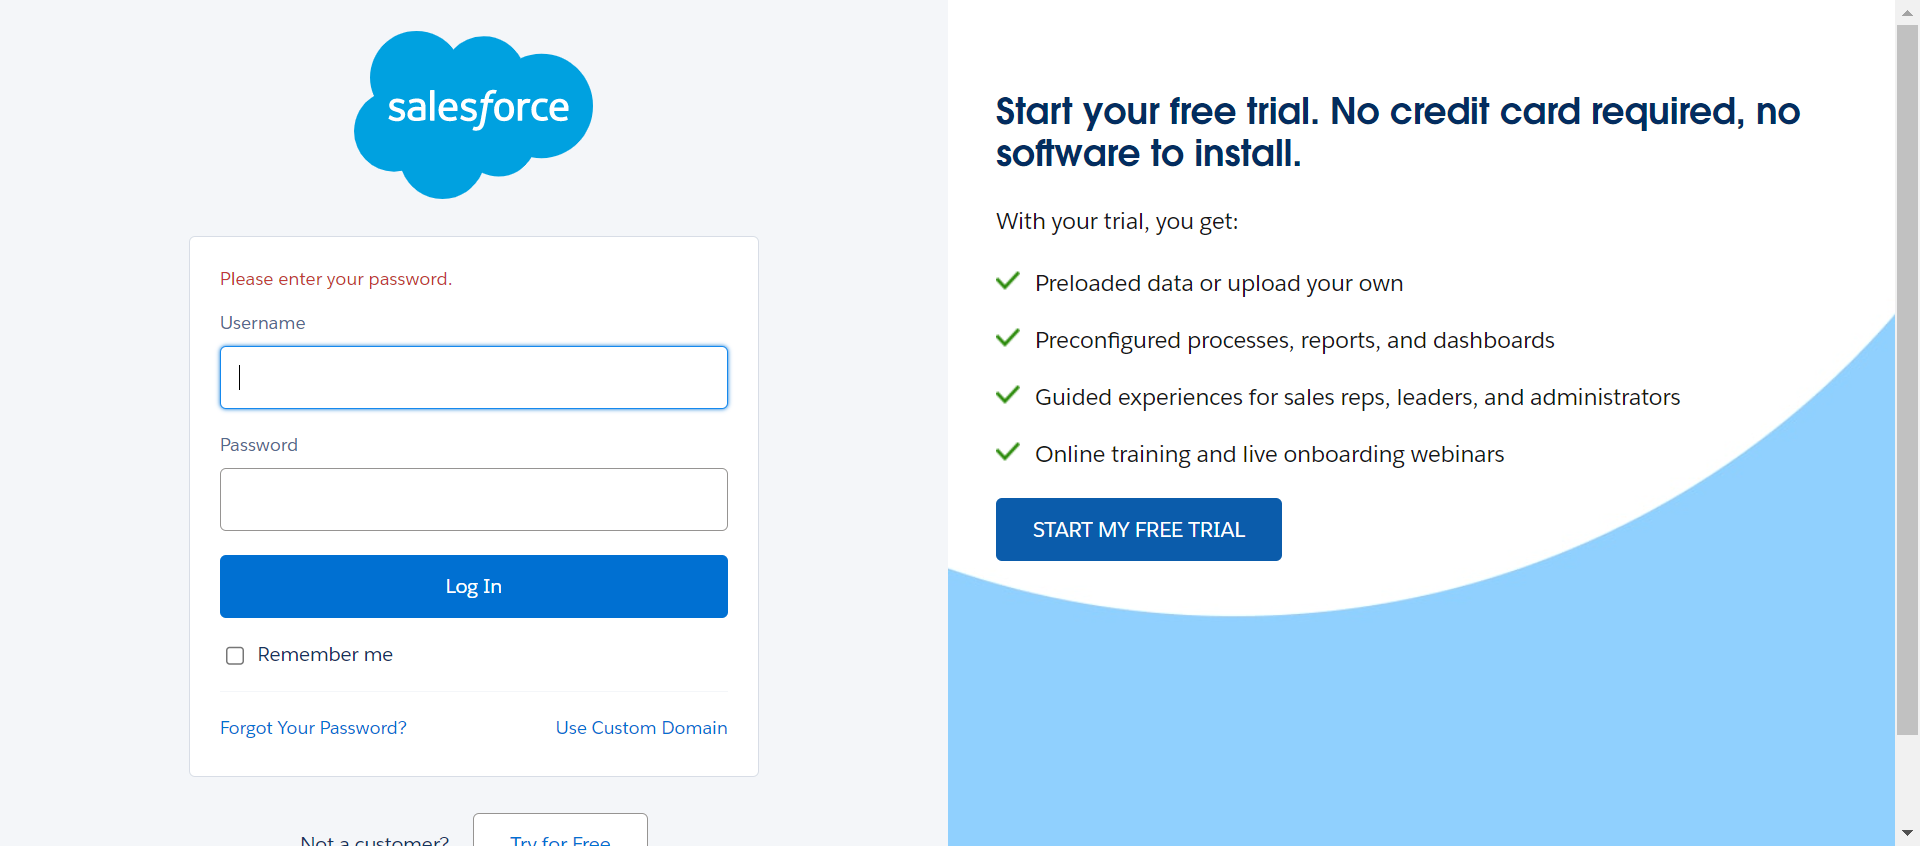 salesforce
Please enter your password.
Username
Password
Log In
Remember me
Forgot Your Password?
Use Custom Domain
Not a customer?
Try for Free
Start your free trial. No credit card required, no
software to install.
With your trial, you get:
Preloaded data or upload your own
Preconfigured processes, reports, and dashboards
Guided experiences for sales reps, leaders, and administrators
Online training and live onboarding webinars
START MY FREE TRIAL